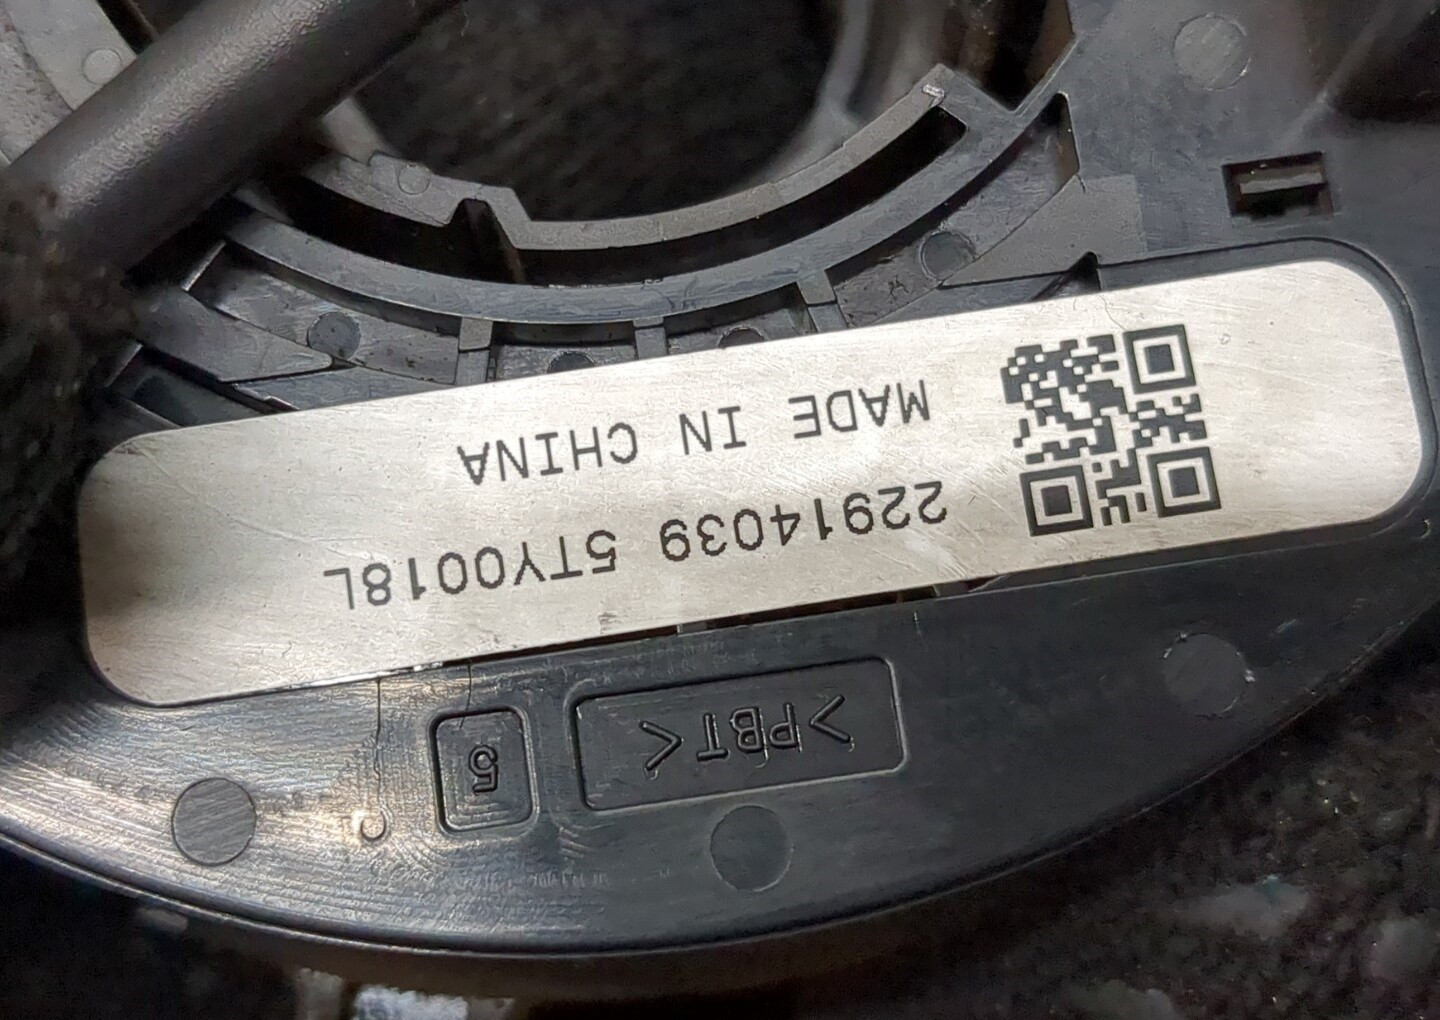 >PBT<
5
22914039 5TY0018L
MADE IN CHINA